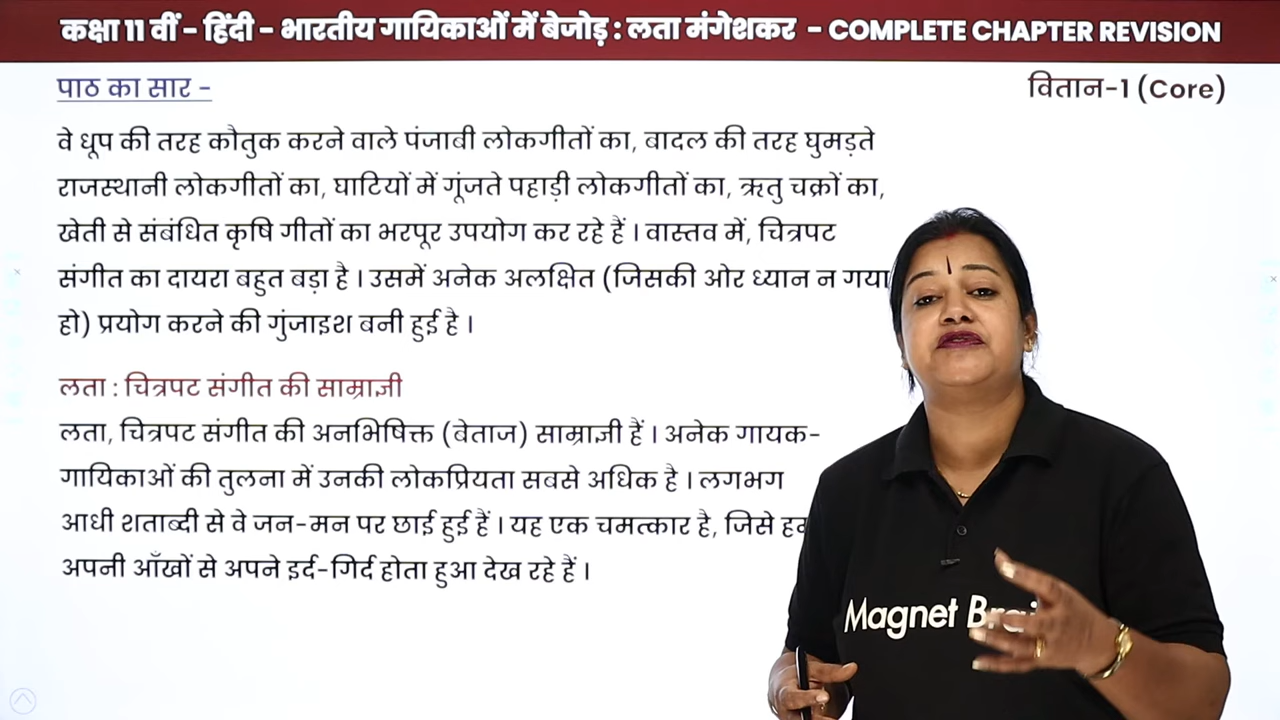 कक्षा 11 वीं - हिंदी - भारतीय गायिकाओं में बेजोड़ : लता मंगेशकर - COMPLETE CHAPTER REVISION
पाठ का सार -
वितान-1 (Core)
वे धूप की तरह कौतुक करने वाले पंजाबी लोकगीतों का, बादल की तरह घुमड़ते
राजस्थानी लोकगीतों का, घाटियों में गूंजते पहाड़ी लोकगीतों का, ऋतु चक्रों का,
खेती से संबंधित कृषि गीतों का भरपूर उपयोग कर रहे हैं । वास्तव में, चित्रपट
संगीत का दायरा बहुत बड़ा है । उसमें अनेक अलक्षित (जिसकी ओर ध्यान न गया
हो) प्रयोग करने की गुंजाइश बनी हुई है ।
लता : चित्रपट संगीत की साम्राज्ञी
लता, चित्रपट संगीत की अनभिषिक्त (बेताज) साम्राज्ञी हैं । अनेक गायक-
गायिकाओं की तुलना में उनकी लोकप्रियता सबसे अधिक है । लगभग
आधी शताब्दी से वे जन-मन पर छाई हुई हैं । यह एक चमत्कार है, जिसे
अपनी आँखों से अपने इर्द-गिर्द होता हुआ देख रहे हैं ।
Magnet